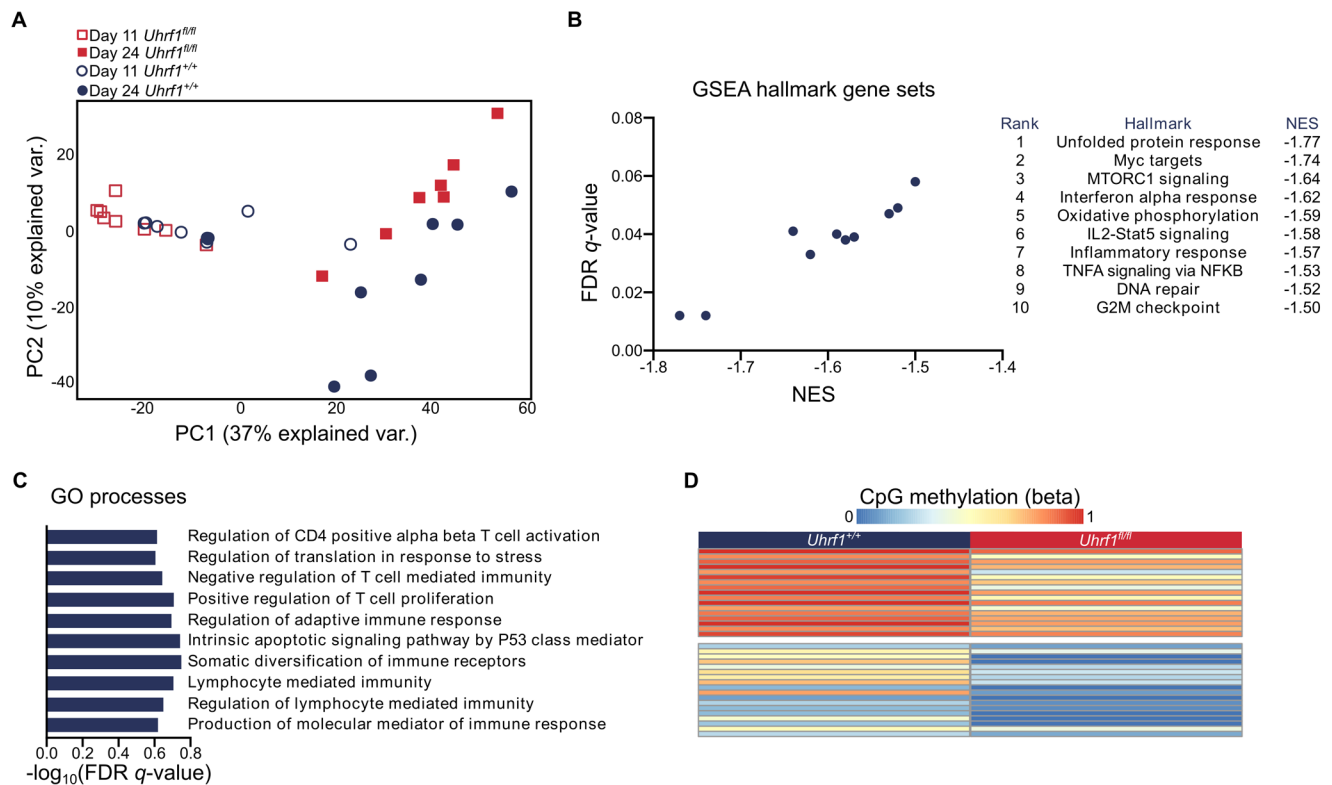 A
Day 11 Uhrf1fl/fl
Day 24 Uhrf1fl/fl
Day 11 Uhrf1+/+
Day 24 Uhrf1+/+
PC2 (10% explained var.)
20
0
-20
-40
-20 0 20 40 60
PC1 (37% explained var.)
B
GSEA hallmark gene sets
FDR q-value
0.08
0.06
0.04
0.02
0.00
-1.8 -1.7 -1.6 -1.5 -1.4
NES
Rank Hallmark NES
1 Unfolded protein response -1.77
2 Myc targets -1.74
3 MTORC1 signaling -1.64
4 Interferon alpha response -1.62
5 Oxidative phosphorylation -1.59
6 IL2-Stat5 signaling -1.58
7 Inflammatory response -1.57
8 TNFA signaling via NFKB -1.53
9 DNA repair -1.52
10 G2M checkpoint -1.50
C
GO processes
Regulation of CD4 positive alpha beta T cell activation
Regulation of translation in response to stress
Negative regulation of T cell mediated immunity
Positive regulation of T cell proliferation
Regulation of adaptive immune response
Intrinsic apoptotic signaling pathway by P53 class mediator
Somatic diversification of immune receptors
Lymphocyte mediated immunity
Regulation of lymphocyte mediated immunity
Production of molecular mediator of immune response
0.0 0.2 0.4 0.6 0.8
-log10(FDR q-value)
D
CpG methylation (beta)
0 1
Uhrf1+/+ Uhrf1fl/fl